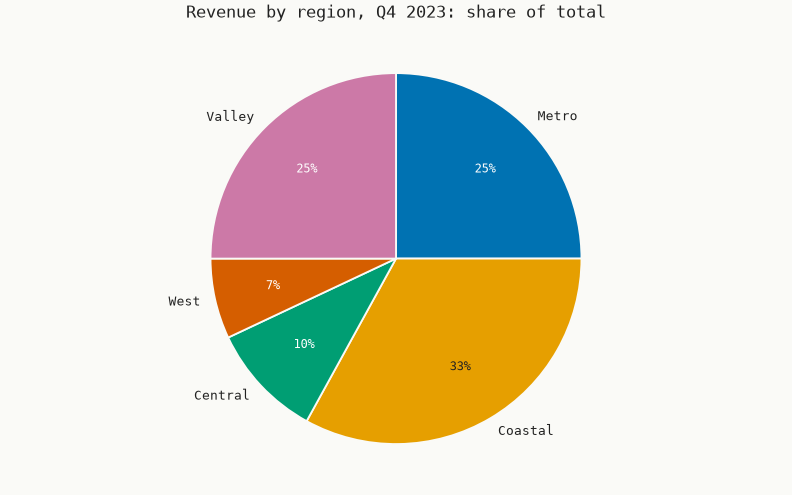 Revenue by region, Q4 2023: share of total
Valley
Metro
25%
25%
7%
West
10%
33%
Central
Coastal